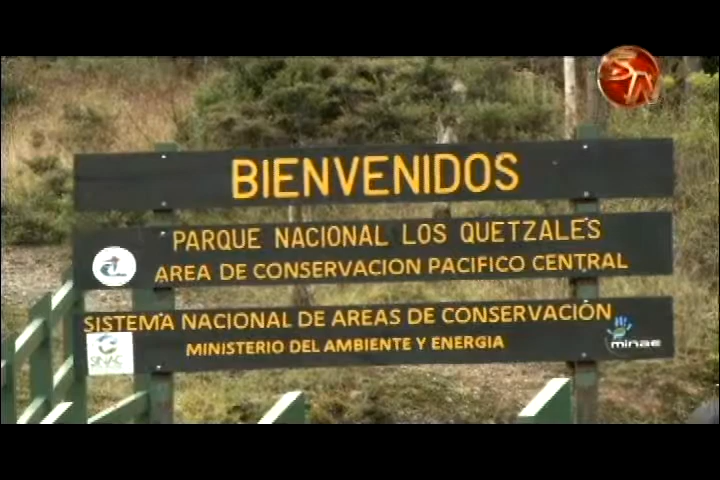 BIENVENIDOS
PARQUE NACIONAL LOS QUETZALES
AREA DE CONSERVACION PACIFICO CENTRAL
SISTEMA NACIONAL DE AREAS DE CONSERVACIÓN
MINISTERIO DEL AMBIENTE Y ENERGIA
SINAC
minae